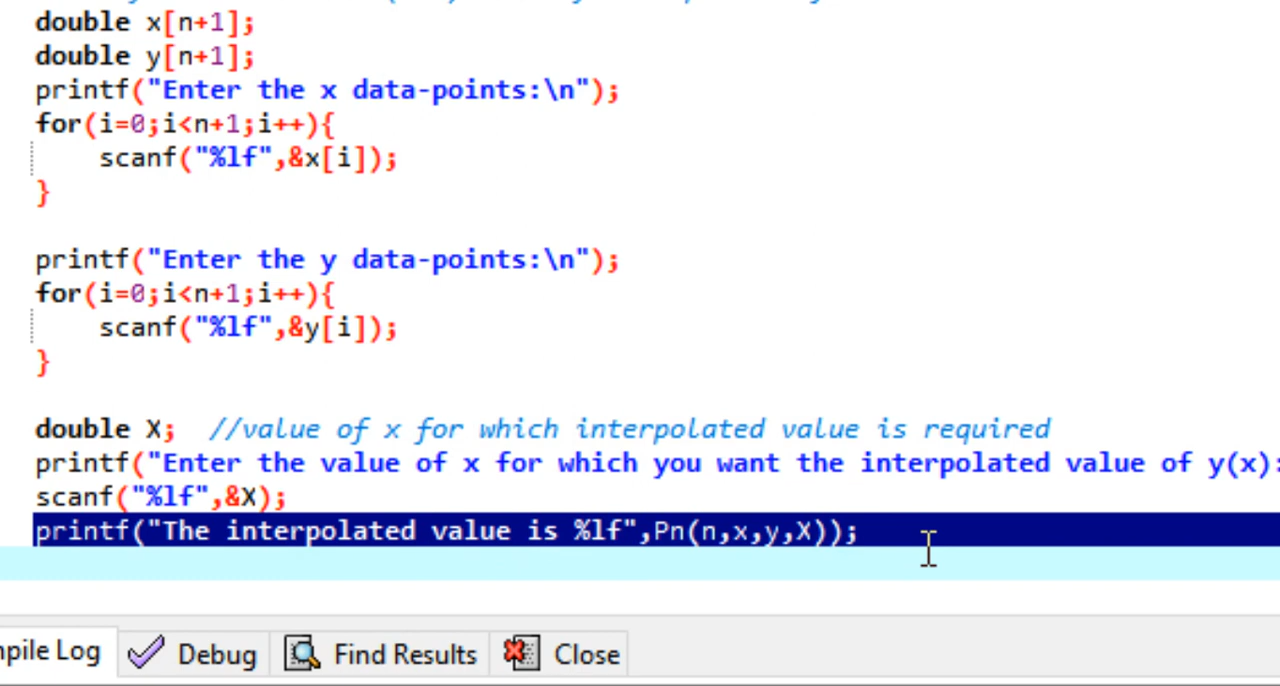 double x[n+1];
double y[n+1];
printf("Enter the x data-points:\n");
for(i=0;i<n+1;i++){
    scanf("%lf",&x[i]);
}
printf("Enter the y data-points:\n");
for(i=0;i<n+1;i++){
    scanf("%lf",&y[i]);
}
double X;  //value of x for which interpolated value is required
printf("Enter the value of x for which you want the interpolated value of y(x):
scanf("%lf",&X);
printf("The interpolated value is %lf",Pn(n,x,y,X));
Log Debug Find Results Close